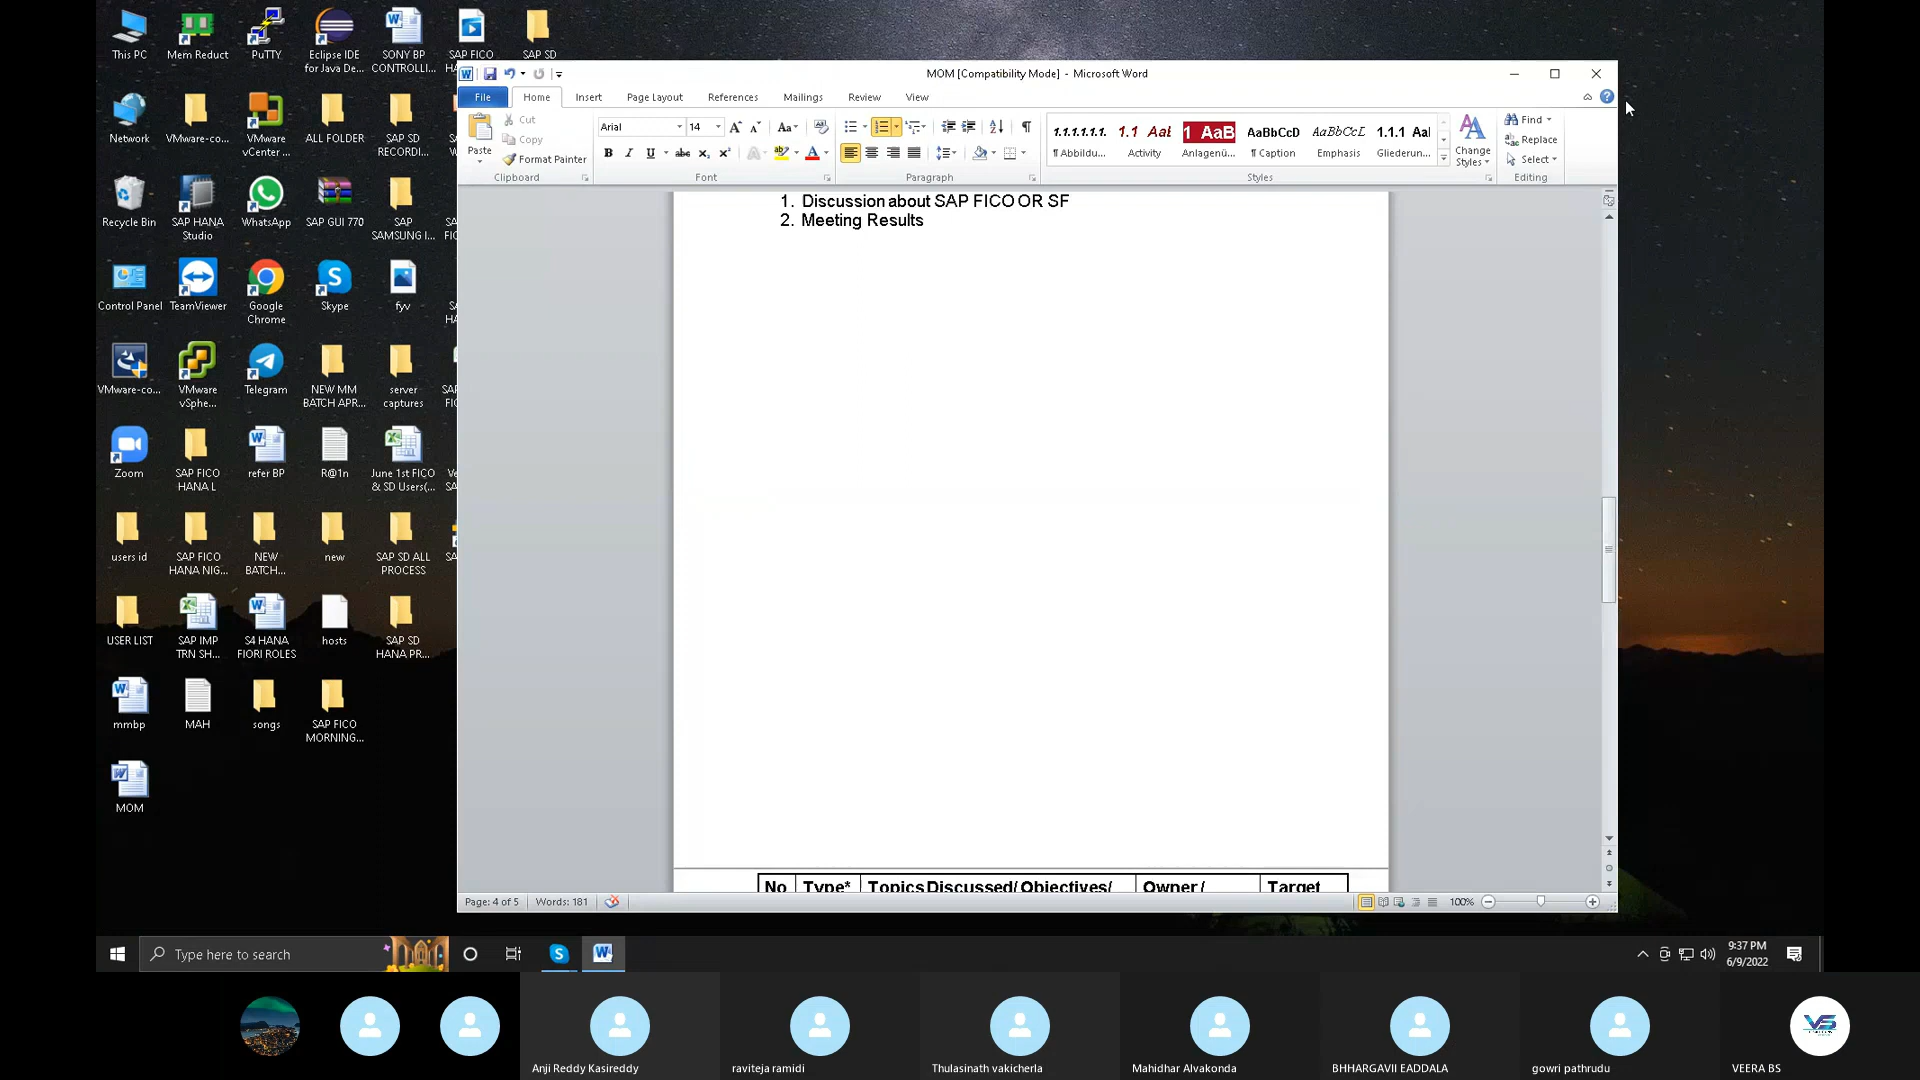 This PC
Mem Reduct
PuTTY
Eclipse IDE
for Java De...
SONY BP
CONTROLLI...
SAP FICO
SAP SD
Network
VMware-co...
VMware
vCenter ...
ALL FOLDER
SAP SD
RECORDI...
Recycle Bin
SAP HANA
Studio
WhatsApp
SAP GUI 770
SAP
SAMSUNG I...
Control Panel
TeamViewer
Google
Chrome
Skype
fyv
VMware-co...
VMware
vSphe...
Telegram
NEW MM
BATCH APR...
server
captures
Zoom
SAP FICO
HANA L
refer BP
R@1n
June 1st FICO
& SD Users(...
users id
SAP FICO
HANA NIG...
NEW
BATCH...
new
SAP SD ALL
PROCESS
USER LIST
SAP IMP
TRN SH...
S4 HANA
FIORI ROLES
hosts
SAP SD
HANA PR...
mmbp
MAH
songs
SAP FICO
MORNING...
MOM
MOM [Compatibility Mode] - Microsoft Word
File Home Insert Page Layout References Mailings Review View
Paste
Cut
Copy
Format Painter
Clipboard
Arial 14
Font
Paragraph
1.1.1.1.1.1. 1.1 Aal 1 AaB AaBbCcD AaBbCcL 1.1.1 Aal
¶ Abbildu... Activity Anlagenü... ¶ Caption Emphasis Gliederun...
Styles
Change
Styles
Find
Replace
Select
Editing
1. Discussion about SAP FICO OR SF
2. Meeting Results
No Type* Topics Discussed/ Objectives/ Owner / Target
Page: 4 of 5 Words: 181 100%
Type here to search
9:37 PM
6/9/2022
Anji Reddy Kasireddy
raviteja ramidi
Thulasinath vakicherla
Mahidhar Alvakonda
BHHARGAVII EADDALA
gowri pathrudu
VS
VEERA BS